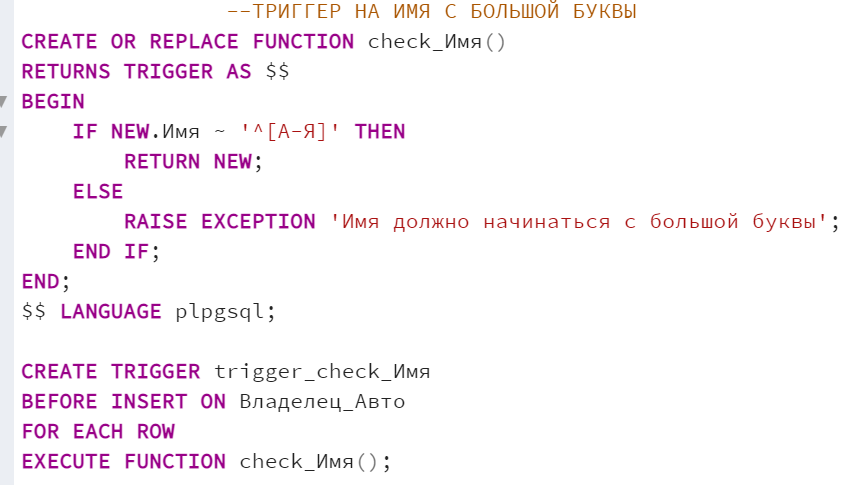 --ТРИГГЕР НА ИМЯ С БОЛЬШОЙ БУКВЫ
CREATE OR REPLACE FUNCTION check_Имя()
RETURNS TRIGGER AS $$
BEGIN
    IF NEW.Имя ~ '^[А-Я]' THEN
        RETURN NEW;
    ELSE
        RAISE EXCEPTION 'Имя должно начинаться с большой буквы';
    END IF;
END;
$$ LANGUAGE plpgsql;

CREATE TRIGGER trigger_check_Имя
BEFORE INSERT ON Владелец_Авто
FOR EACH ROW
EXECUTE FUNCTION check_Имя();